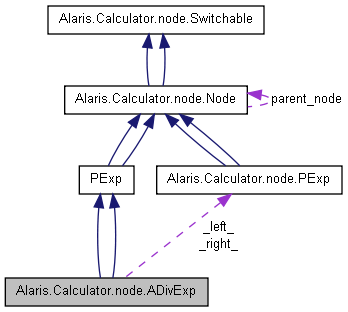 Alaris.Calculator.node.Switchable
Alaris.Calculator.node.Node
parent_node
PExp
Alaris.Calculator.node.PExp
_left_
_right_
Alaris.Calculator.node.ADivExp